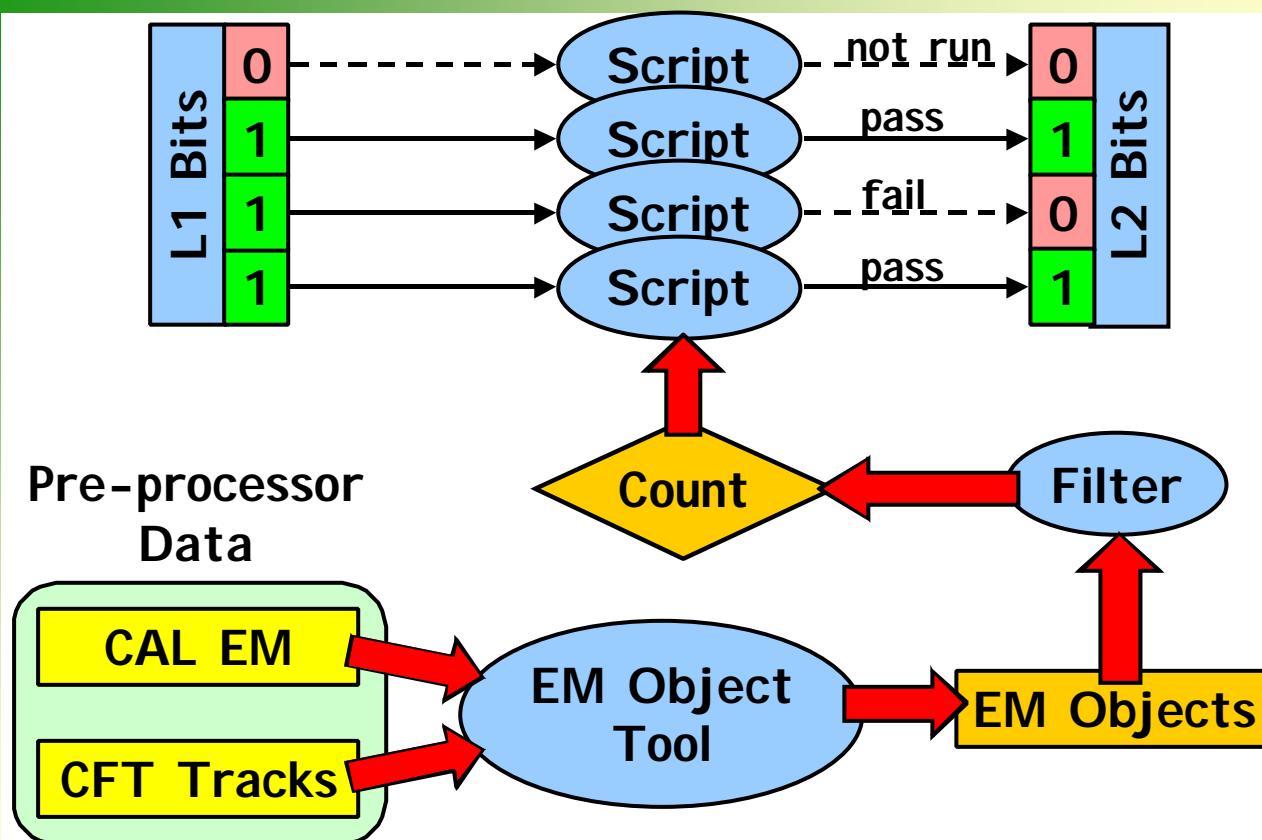 L1 Bits
0
Script
not run
0
1
Script
pass
1
L2 Bits
1
Script
fail
0
1
Script
pass
1
Count
Filter
Pre-processor
Data
CAL EM
EM Object
Tool
EM Objects
CFT Tracks